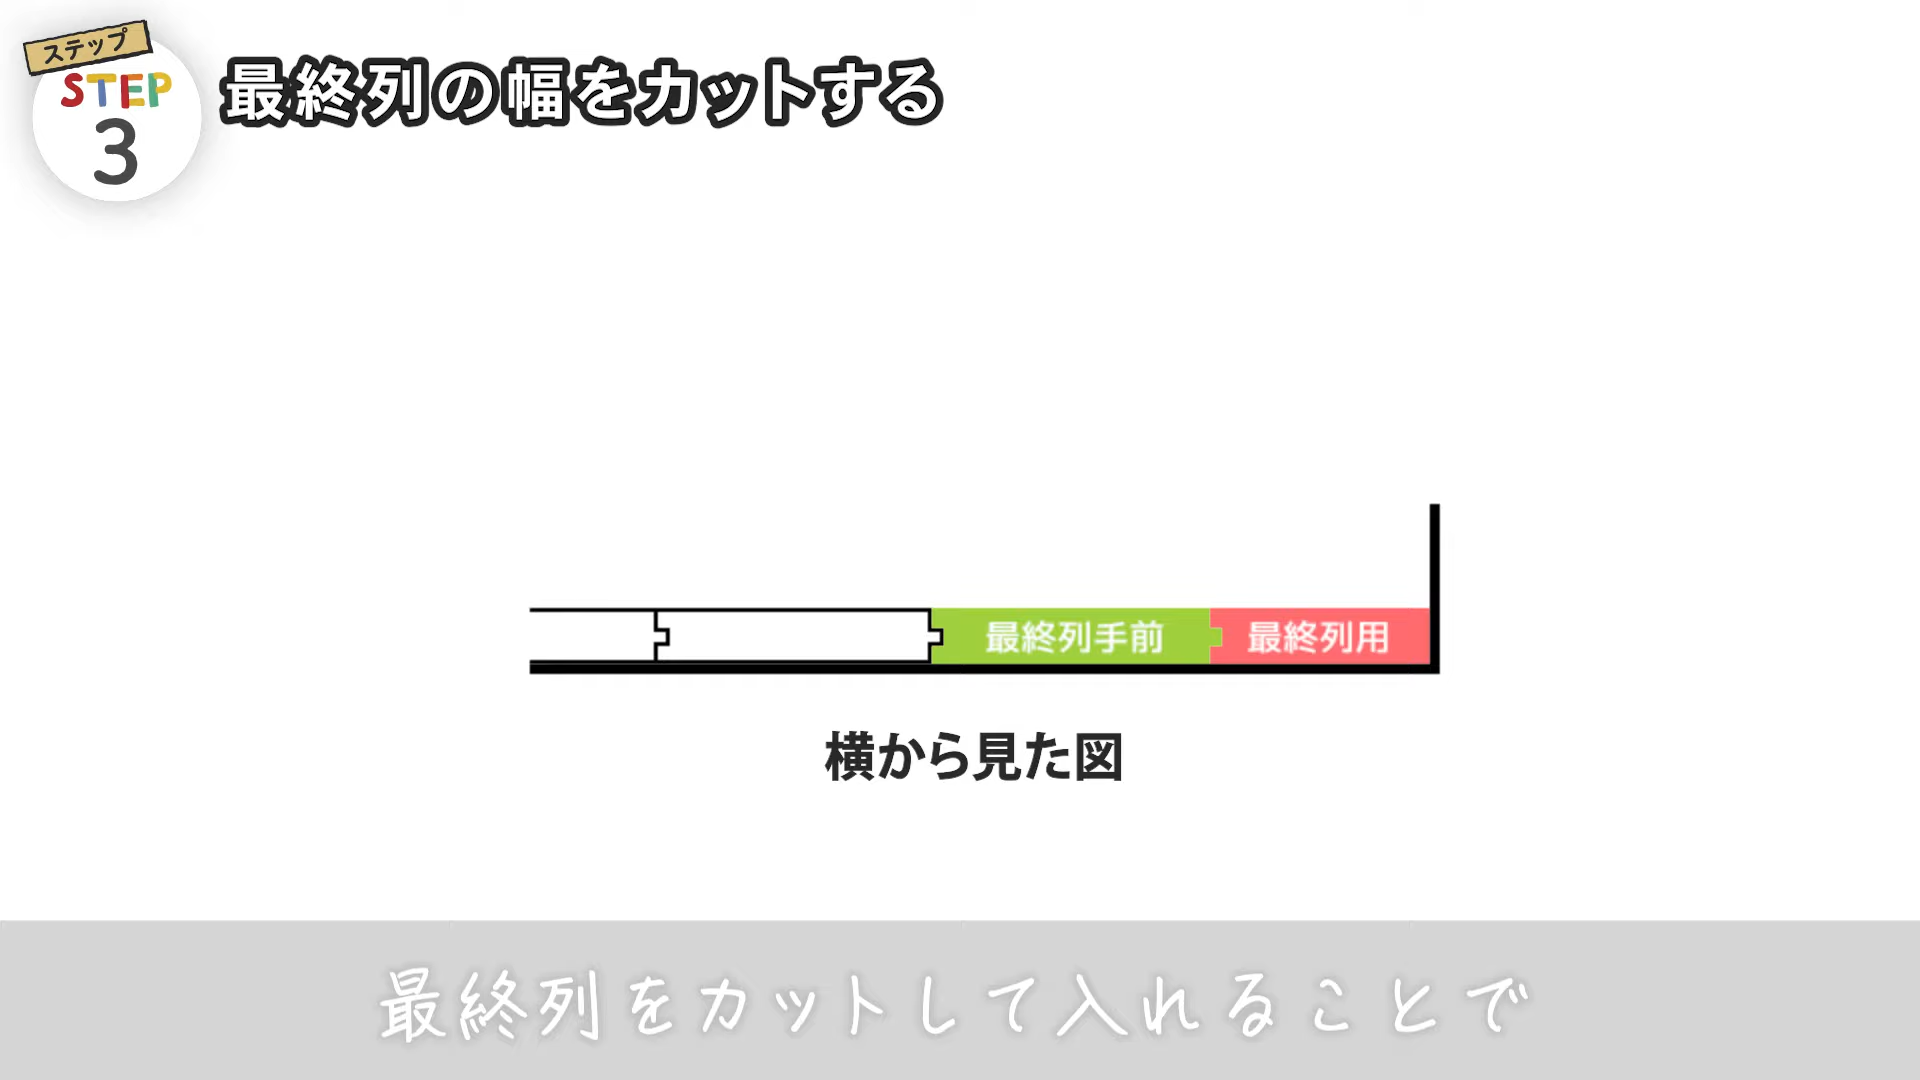 ステップ
STEP
3
最終列の幅をカットする
最終列手前
最終列用
横から見た図
最終列をカットして入れることで